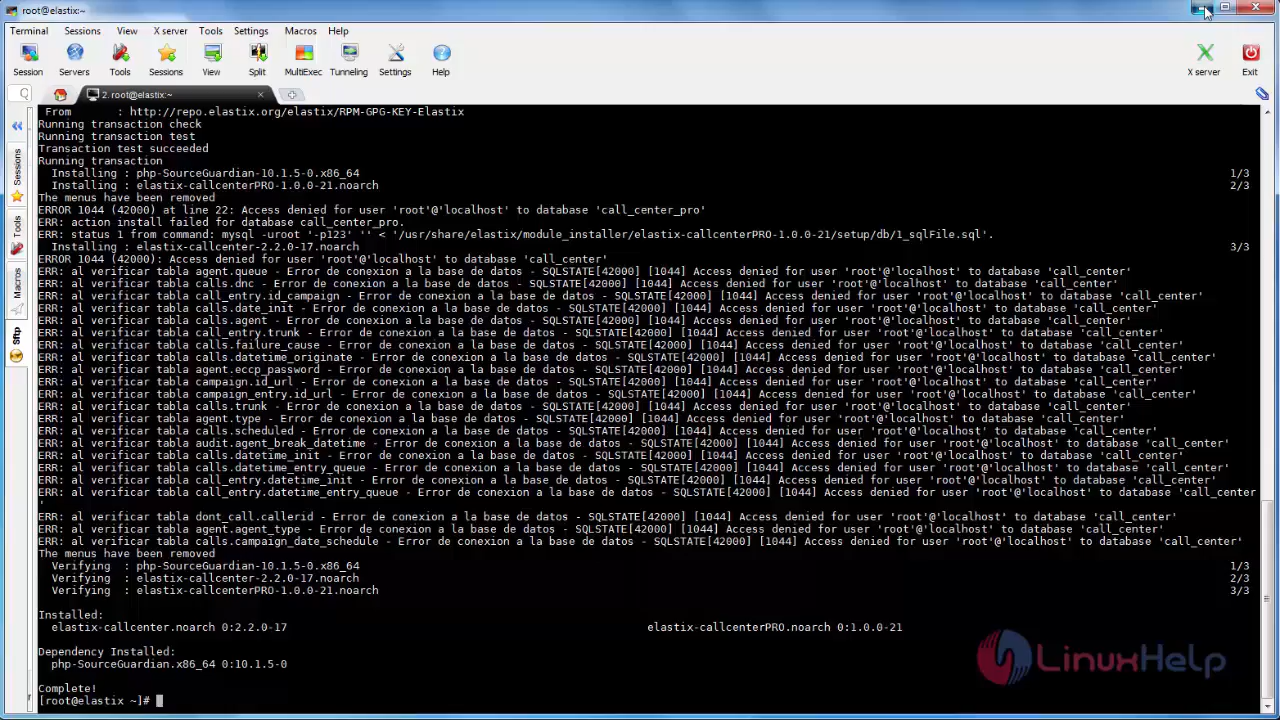 root@elastix:~
Terminal Sessions View X server Tools Settings Macros Help
Session Servers Tools Sessions View Split MultiExec Tunneling Settings Help X server Exit
2. root@elastix:~
Sessions
Tools
Macros
Sftp
From : http://repo.elastix.org/elastix/RPM-GPG-KEY-Elastix
Running transaction check
Running transaction test
Transaction test succeeded
Running transaction
Installing : php-SourceGuardian-10.1.5-0.x86_64 1/3
Installing : elastix-callcenterPRO-1.0.0-21.noarch 2/3
The menus have been removed
ERROR 1044 (42000) at line 22: Access denied for user 'root'@'localhost' to database 'call_center_pro'
ERR: action install failed for database call_center_pro.
ERR: status 1 from command: mysql -uroot '-p123' '' < '/usr/share/elastix/module_installer/elastix-callcenterPRO-1.0.0-21/setup/db/1_sqlFile.sql'.
Installing : elastix-callcenter-2.2.0-17.noarch 3/3
ERROR 1044 (42000): Access denied for user 'root'@'localhost' to database 'call_center'
ERR: al verificar tabla agent.queue - Error de conexion a la base de datos - SQLSTATE[42000] [1044] Access denied for user 'root'@'localhost' to database 'call_center'
ERR: al verificar tabla calls.dnc - Error de conexion a la base de datos - SQLSTATE[42000] [1044] Access denied for user 'root'@'localhost' to database 'call_center'
ERR: al verificar tabla call_entry.id_campaign - Error de conexion a la base de datos - SQLSTATE[42000] [1044] Access denied for user 'root'@'localhost' to database 'call_center'
ERR: al verificar tabla calls.date_init - Error de conexion a la base de datos - SQLSTATE[42000] [1044] Access denied for user 'root'@'localhost' to database 'call_center'
ERR: al verificar tabla calls.agent - Error de conexion a la base de datos - SQLSTATE[42000] [1044] Access denied for user 'root'@'localhost' to database 'call_center'
ERR: al verificar tabla call_entry.trunk - Error de conexion a la base de datos - SQLSTATE[42000] [1044] Access denied for user 'root'@'localhost' to database 'call_center'
ERR: al verificar tabla calls.failure_cause - Error de conexion a la base de datos - SQLSTATE[42000] [1044] Access denied for user 'root'@'localhost' to database 'call_center'
ERR: al verificar tabla calls.datetime_originate - Error de conexion a la base de datos - SQLSTATE[42000] [1044] Access denied for user 'root'@'localhost' to database 'call_center'
ERR: al verificar tabla agent.eccp_password - Error de conexion a la base de datos - SQLSTATE[42000] [1044] Access denied for user 'root'@'localhost' to database 'call_center'
ERR: al verificar tabla campaign.id_url - Error de conexion a la base de datos - SQLSTATE[42000] [1044] Access denied for user 'root'@'localhost' to database 'call_center'
ERR: al verificar tabla campaign_entry.id_url - Error de conexion a la base de datos - SQLSTATE[42000] [1044] Access denied for user 'root'@'localhost' to database 'call_center'
ERR: al verificar tabla calls.trunk - Error de conexion a la base de datos - SQLSTATE[42000] [1044] Access denied for user 'root'@'localhost' to database 'call_center'
ERR: al verificar tabla agent.type - Error de conexion a la base de datos - SQLSTATE[42000] [1044] Access denied for user 'root'@'localhost' to database 'call_center'
ERR: al verificar tabla calls.scheduled - Error de conexion a la base de datos - SQLSTATE[42000] [1044] Access denied for user 'root'@'localhost' to database 'call_center'
ERR: al verificar tabla audit.agent_break_datetime - Error de conexion a la base de datos - SQLSTATE[42000] [1044] Access denied for user 'root'@'localhost' to database 'call_center'
ERR: al verificar tabla calls.datetime_init - Error de conexion a la base de datos - SQLSTATE[42000] [1044] Access denied for user 'root'@'localhost' to database 'call_center'
ERR: al verificar tabla calls.datetime_entry_queue - Error de conexion a la base de datos - SQLSTATE[42000] [1044] Access denied for user 'root'@'localhost' to database 'call_center'
ERR: al verificar tabla call_entry.datetime_init - Error de conexion a la base de datos - SQLSTATE[42000] [1044] Access denied for user 'root'@'localhost' to database 'call_center'
ERR: al verificar tabla call_entry.datetime_entry_queue - Error de conexion a la base de datos - SQLSTATE[42000] [1044] Access denied for user 'root'@'localhost' to database 'call_center
'
ERR: al verificar tabla dont_call.callerid - Error de conexion a la base de datos - SQLSTATE[42000] [1044] Access denied for user 'root'@'localhost' to database 'call_center'
ERR: al verificar tabla agent.agent_type - Error de conexion a la base de datos - SQLSTATE[42000] [1044] Access denied for user 'root'@'localhost' to database 'call_center'
ERR: al verificar tabla calls.campaign_date_schedule - Error de conexion a la base de datos - SQLSTATE[42000] [1044] Access denied for user 'root'@'localhost' to database 'call_center'
The menus have been removed
Verifying : php-SourceGuardian-10.1.5-0.x86_64 1/3
Verifying : elastix-callcenter-2.2.0-17.noarch 2/3
Verifying : elastix-callcenterPRO-1.0.0-21.noarch 3/3
Installed:
elastix-callcenter.noarch 0:2.2.0-17 elastix-callcenterPRO.noarch 0:1.0.0-21
Dependency Installed:
php-SourceGuardian.x86_64 0:10.1.5-0
Complete!
[root@elastix ~]#
LinuxHelp